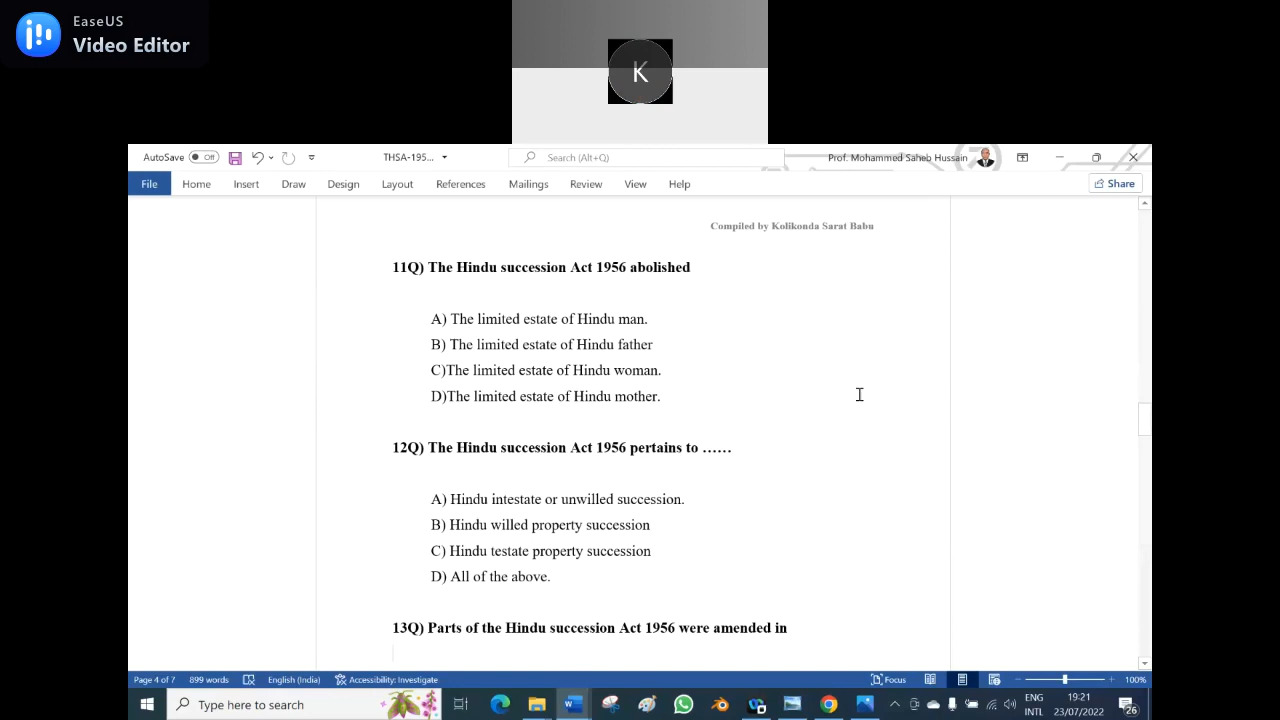 EaseUS
Video Editor
K
AutoSave Off
THSA-195...
Search (Alt+Q)
Prof. Mohammed Saheb Hussain
File Home Insert Draw Design Layout References Mailings Review View Help
Share
Compiled by Kolikonda Sarat Babu
11Q) The Hindu succession Act 1956 abolished
A) The limited estate of Hindu man.
B) The limited estate of Hindu father
C)The limited estate of Hindu woman.
D)The limited estate of Hindu mother.
12Q) The Hindu succession Act 1956 pertains to ......
A) Hindu intestate or unwilled succession.
B) Hindu willed property succession
C) Hindu testate property succession
D) All of the above.
13Q) Parts of the Hindu succession Act 1956 were amended in
Page 4 of 7 899 words English (India) Accessibility: Investigate Focus 100%
Type here to search
ENG
INTL
19:21
23/07/2022
26